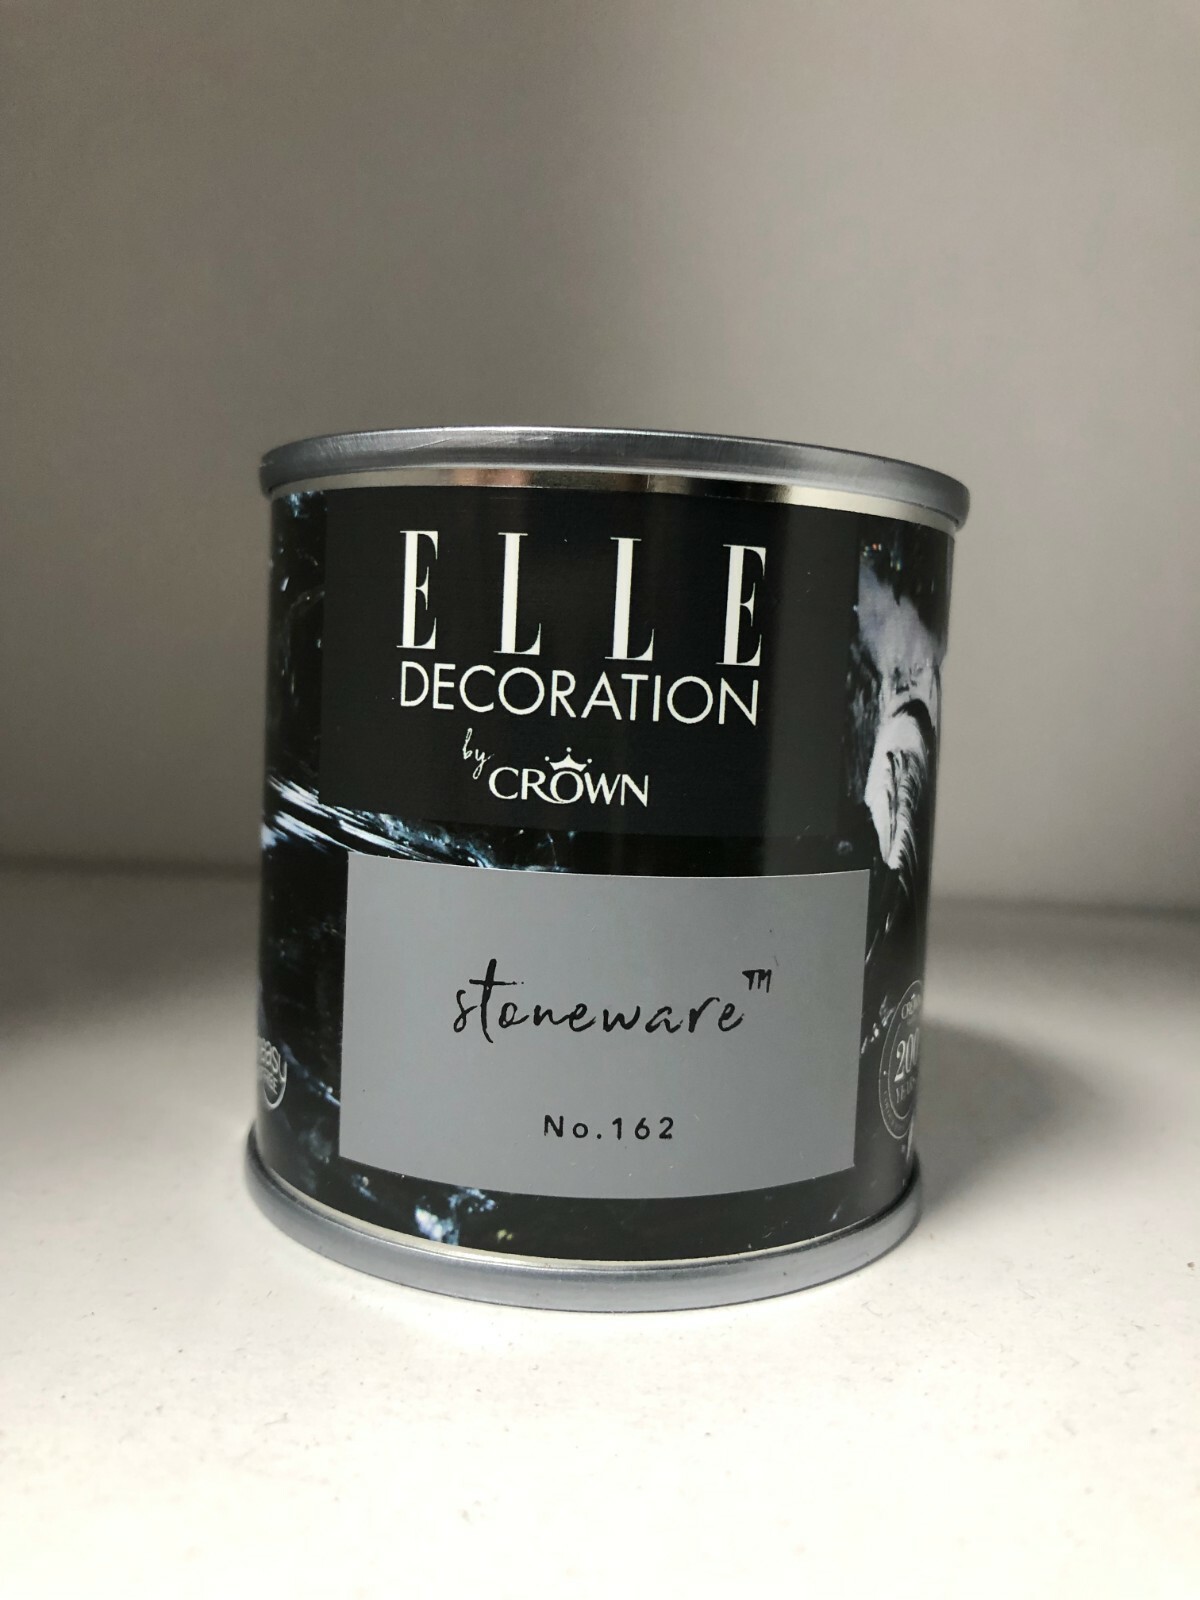 ELLE
DECORATION
by CROWN
stoneware™
No.162